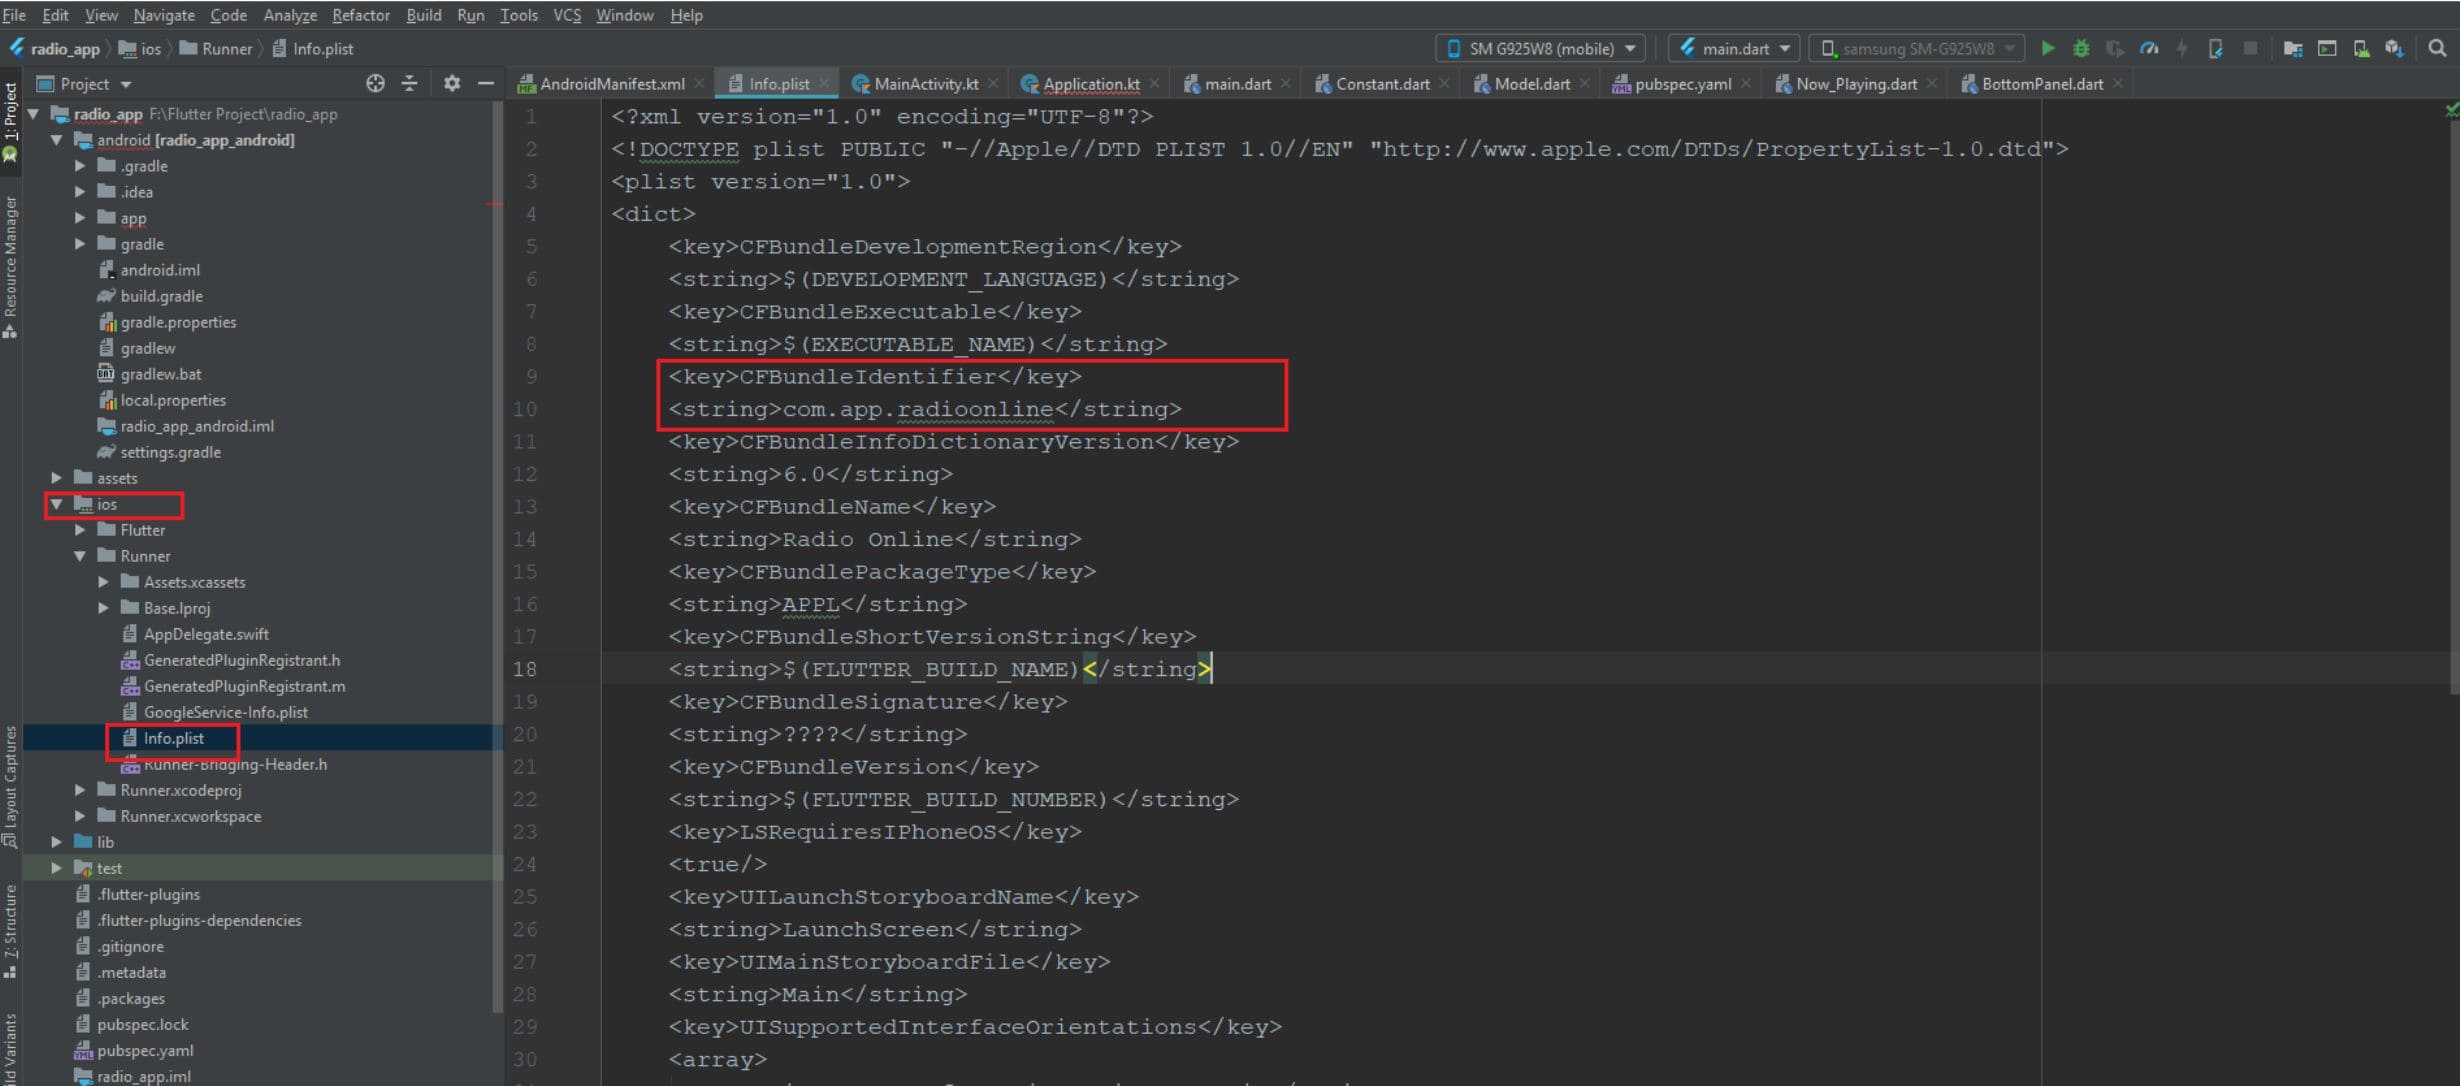 File Edit View Navigate Code Analyze Refactor Build Run Tools VCS Window Help
radio_app ios Runner Info.plist SM G925W8 (mobile) main.dart samsung SM-G925W8
Project AndroidManifest.xml Info.plist MainActivity.kt Application.kt main.dart Constant.dart Model.dart pubspec.yaml Now_Playing.dart BottomPanel.dart
1: Project
Resource Manager
Layout Captures
7: Structure
ild Variants
radio_app F:\Flutter Project\radio_app
android [radio_app_android]
.gradle
.idea
app
gradle
android.iml
build.gradle
gradle.properties
gradlew
gradlew.bat
local.properties
radio_app_android.iml
settings.gradle
assets
ios
Flutter
Runner
Assets.xcassets
Base.lproj
AppDelegate.swift
GeneratedPluginRegistrant.h
GeneratedPluginRegistrant.m
GoogleService-Info.plist
Info.plist
Runner-Bridging-Header.h
Runner.xcodeproj
Runner.xcworkspace
lib
test
.flutter-plugins
.flutter-plugins-dependencies
.gitignore
.metadata
.packages
pubspec.lock
pubspec.yaml
radio_app.iml
1 <?xml version="1.0" encoding="UTF-8"?>
2 <!DOCTYPE plist PUBLIC "-//Apple//DTD PLIST 1.0//EN" "http://www.apple.com/DTDs/PropertyList-1.0.dtd">
3 <plist version="1.0">
4 <dict>
5 <key>CFBundleDevelopmentRegion</key>
6 <string>$(DEVELOPMENT_LANGUAGE)</string>
7 <key>CFBundleExecutable</key>
8 <string>$(EXECUTABLE_NAME)</string>
9 <key>CFBundleIdentifier</key>
10 <string>com.app.radioonline</string>
11 <key>CFBundleInfoDictionaryVersion</key>
12 <string>6.0</string>
13 <key>CFBundleName</key>
14 <string>Radio Online</string>
15 <key>CFBundlePackageType</key>
16 <string>APPL</string>
17 <key>CFBundleShortVersionString</key>
18 <string>$(FLUTTER_BUILD_NAME)</string>
19 <key>CFBundleSignature</key>
20 <string>????</string>
21 <key>CFBundleVersion</key>
22 <string>$(FLUTTER_BUILD_NUMBER)</string>
23 <key>LSRequiresIPhoneOS</key>
24 <true/>
25 <key>UILaunchStoryboardName</key>
26 <string>LaunchScreen</string>
27 <key>UIMainStoryboardFile</key>
28 <string>Main</string>
29 <key>UISupportedInterfaceOrientations</key>
30 <array>